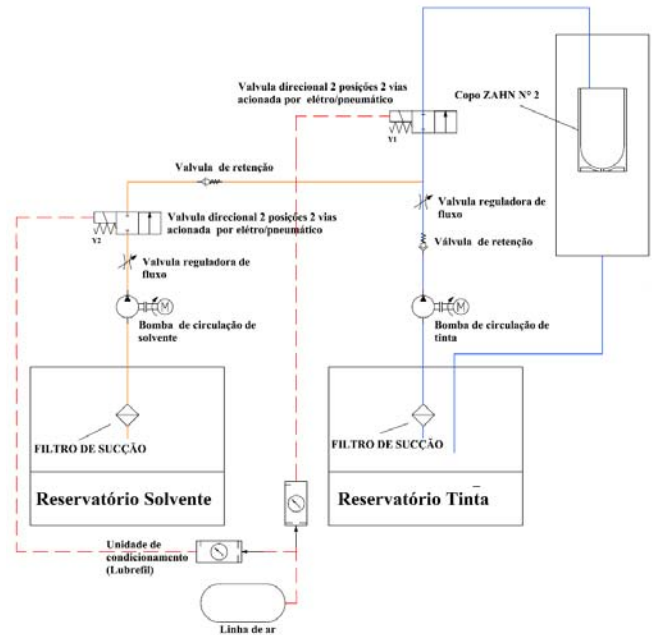 Valvula direcional 2 posições 2 vias
acionada por elétro/pneumático
Copo ZAHN N° 2
Y1
Valvula de retenção
Valvula direcional 2 posições 2 vias
acionada por elétro/pneumático
Y2
Valvula reguladora de
fluxo
Válvula de retenção
Valvula reguladora de
fluxo
M
Bomba de circulação de
solvente
M
Bomba de circulação de
tinta
FILTRO DE SUCÇÃO
FILTRO DE SUCÇÃO
Reservatório Solvente
Reservatório Tinta
Unidade de
condicionamento
(Lubrefil)
Linha de ar